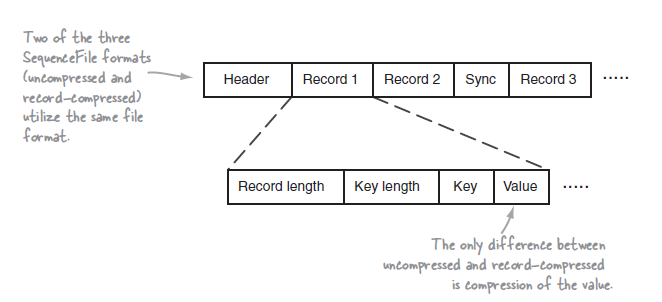 Two of the three
SequenceFile formats
(uncompressed and
record-compressed)
utilize the same file
format.
Header Record 1 Record 2 Sync Record 3 .....
Record length Key length Key Value .....
The only difference between
uncompressed and record-compressed
is compression of the value.